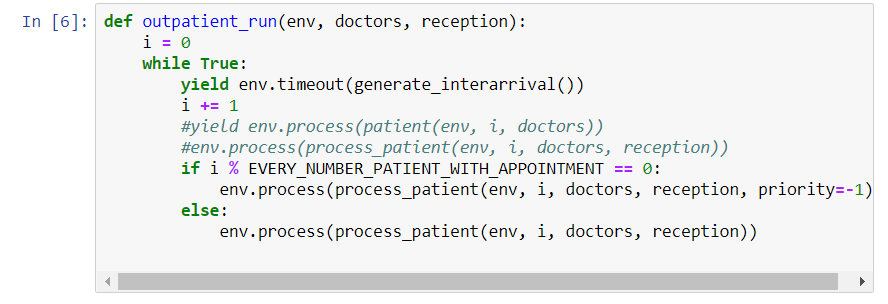 In [6]: def outpatient_run(env, doctors, reception):
    i = 0
    while True:
        yield env.timeout(generate_interarrival())
        i += 1
        #yield env.process(patient(env, i, doctors))
        #env.process(process_patient(env, i, doctors, reception))
        if i % EVERY_NUMBER_PATIENT_WITH_APPOINTMENT == 0:
            env.process(process_patient(env, i, doctors, reception, priority=-1)
        else:
            env.process(process_patient(env, i, doctors, reception))